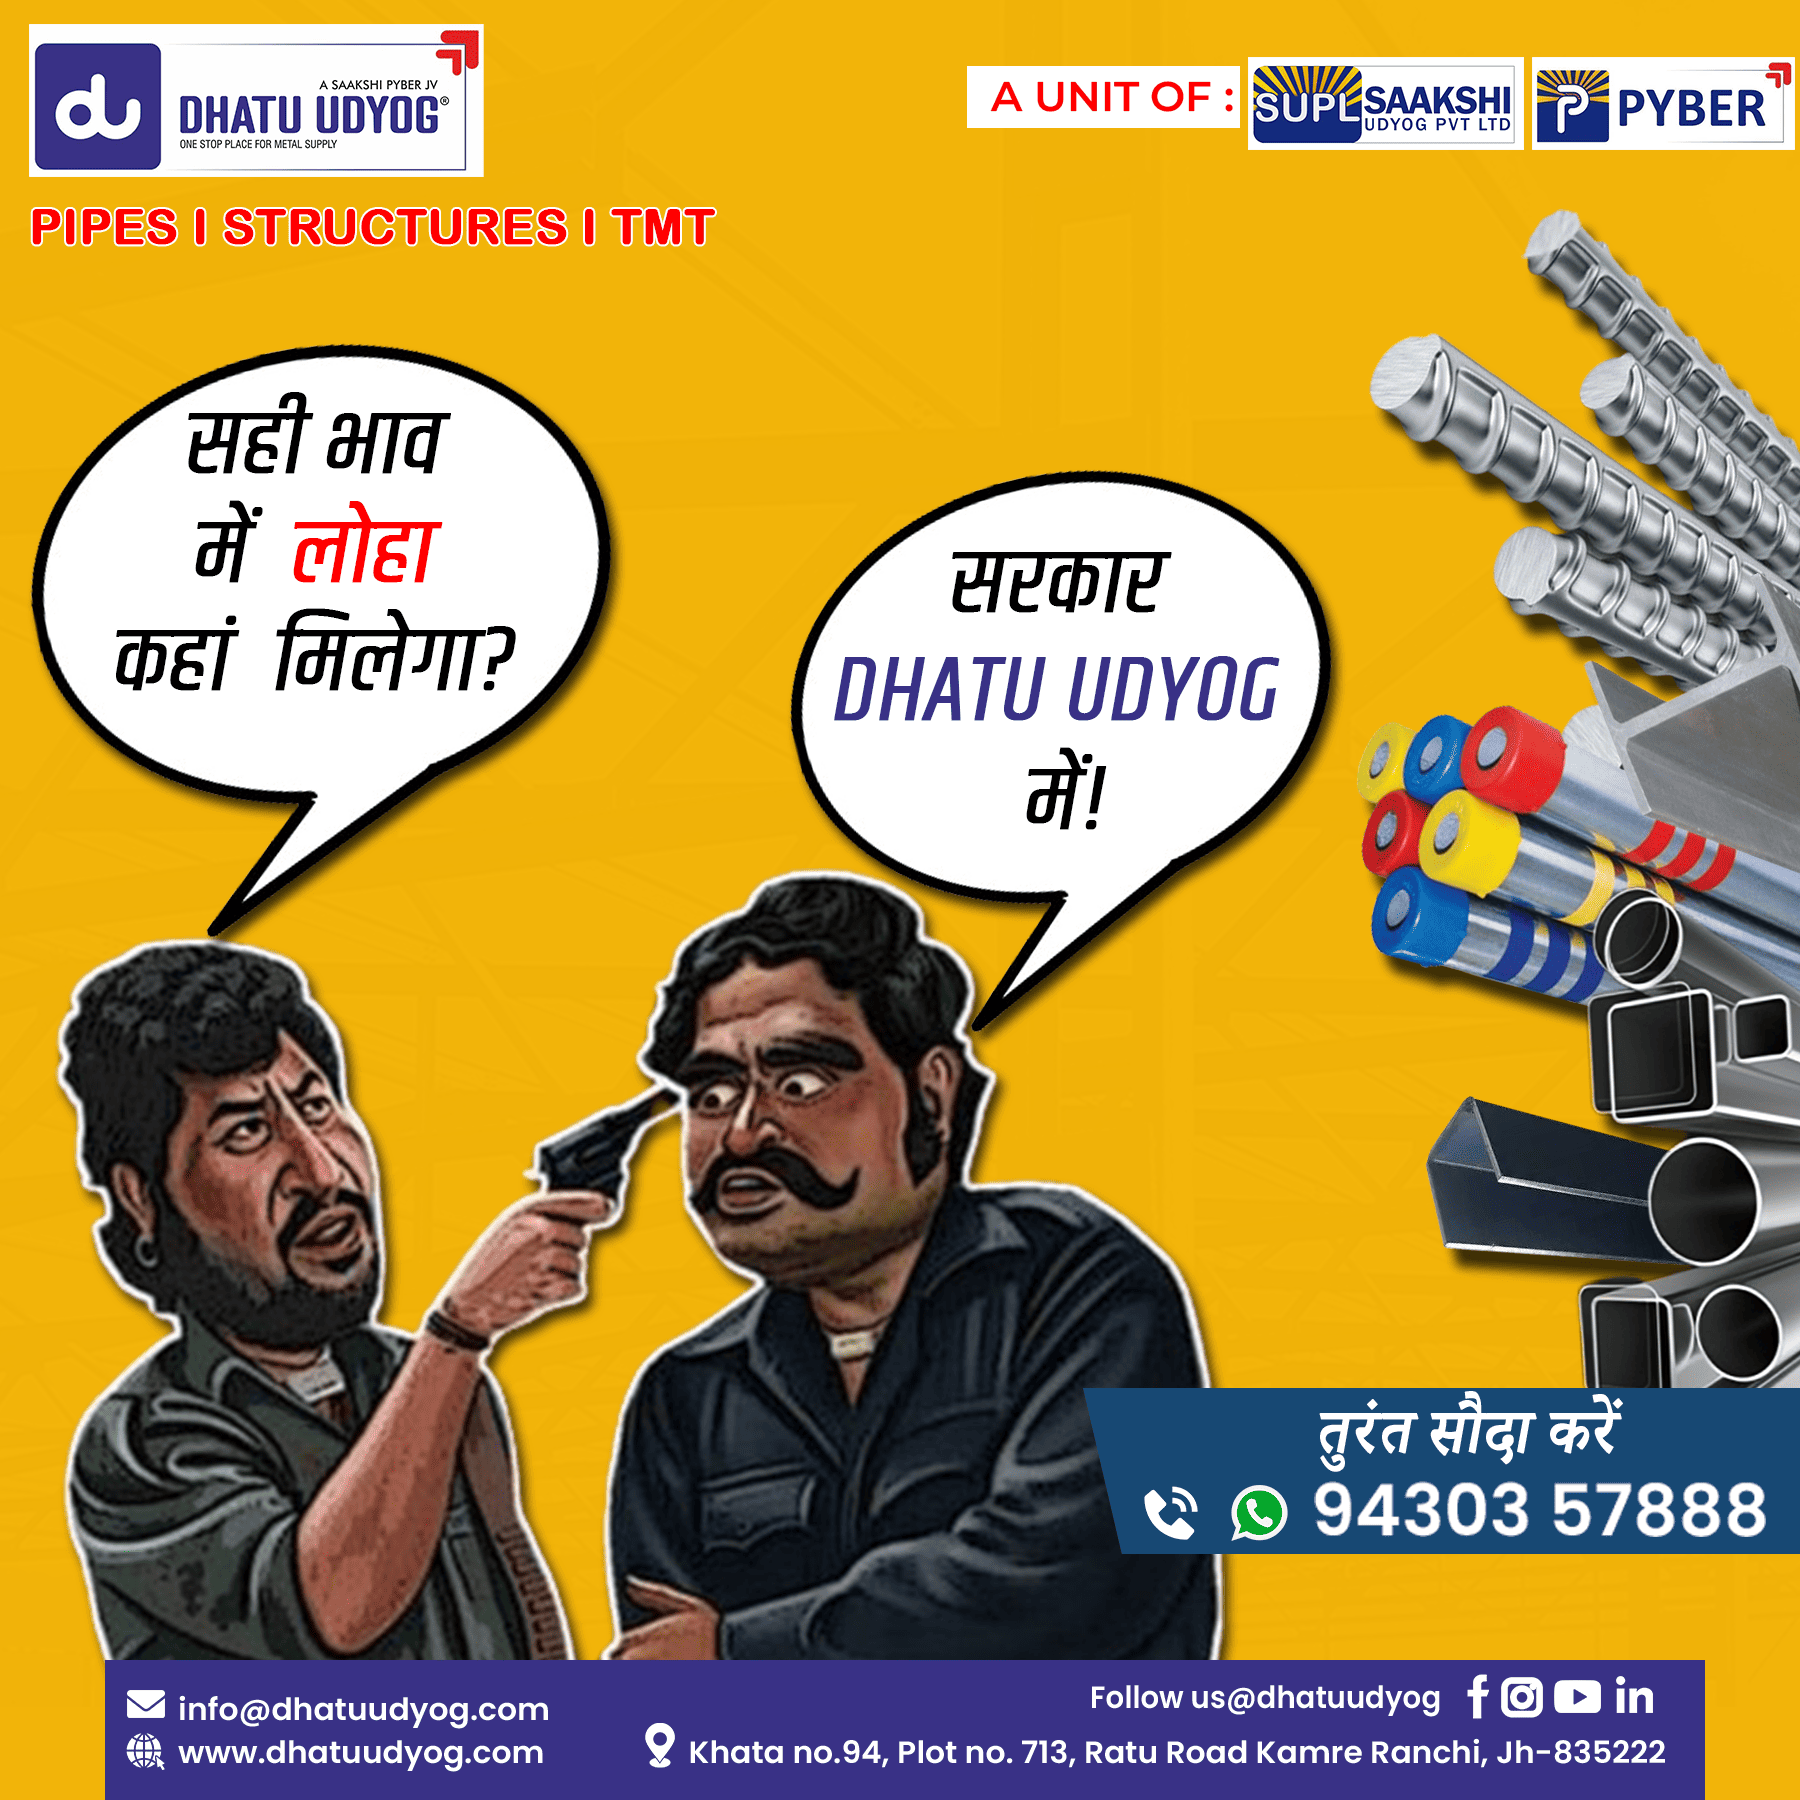 A SAAKSHI PYBER JV
du DHATU UDYOG®
ONE STOP PLACE FOR METAL SUPPLY
A UNIT OF :
SUPL SAAKSHI
UDYOG PVT LTD
P PYBER
PIPES I STRUCTURES I TMT
सही भाव
में लोहा
कहां मिलेगा?
सरकार
DHATU UDYOG
में!
तुरंत सौदा करें
94303 57888
info@dhatuudyog.com
www.dhatuudyog.com
Follow us@dhatuudyog
Khata no.94, Plot no. 713, Ratu Road Kamre Ranchi, Jh-835222